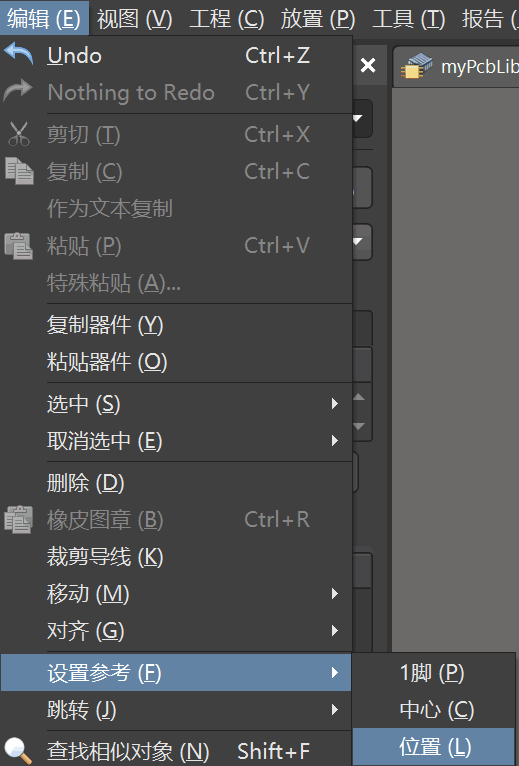 编辑 (E) 视图 (V) 工程 (C) 放置 (P) 工具 (T) 报告 (
Undo Ctrl+Z
myPcbLib
Nothing to Redo Ctrl+Y
剪切 (T) Ctrl+X
复制 (C) Ctrl+C
作为文本复制
粘贴 (P) Ctrl+V
特殊粘贴 (A)...
复制器件 (Y)
粘贴器件 (O)
选中 (S)
取消选中 (E)
删除 (D)
橡皮图章 (B) Ctrl+R
裁剪导线 (K)
移动 (M)
对齐 (G)
设置参考 (F)
1脚 (P)
跳转 (J)
中心 (C)
查找相似对象 (N) Shift+F
位置 (L)